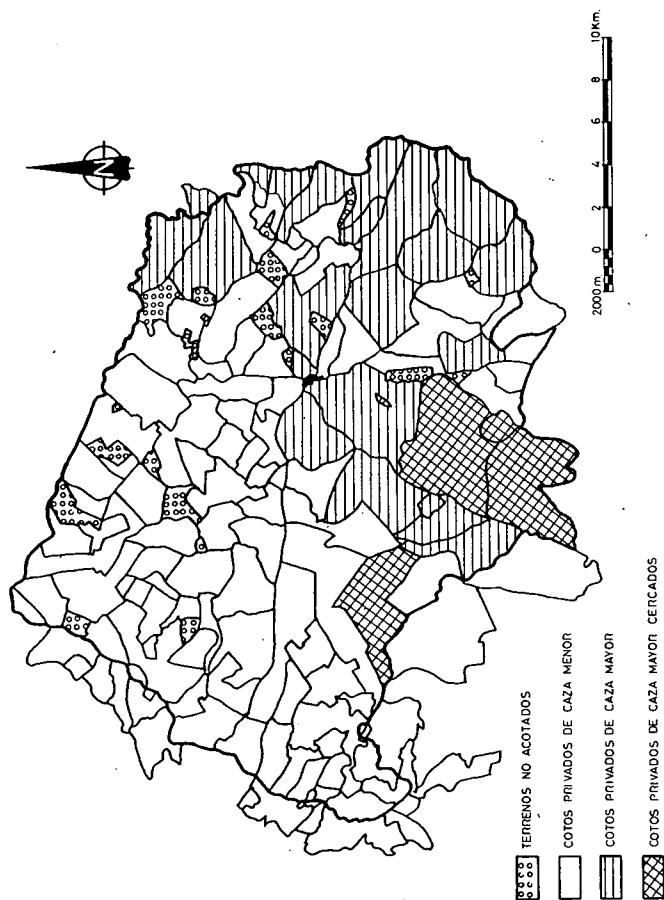 N
2000 m. 0 2 4 6 8 10 Km.
TERRENOS NO ACOTADOS
COTOS PRIVADOS DE CAZA MENOR
COTOS PRIVADOS DE CAZA MAYOR
COTOS PRIVADOS DE CAZA MAYOR CERCADOS